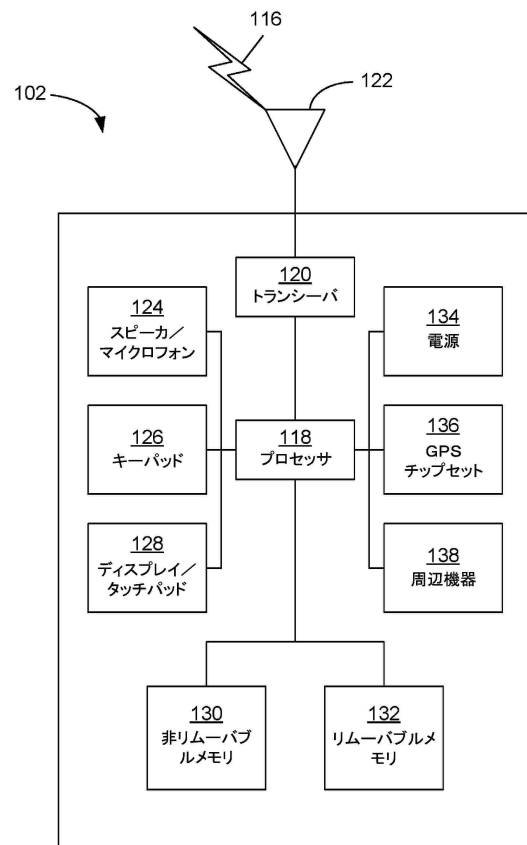 116
102
122
120
トランシーバ
124
スピーカ／
マイクロフォン
134
電源
126
キーパッド
118
プロセッサ
136
GPS
チップセット
128
ディスプレイ／
タッチパッド
138
周辺機器
130
非リムーバブ
ルメモリ
132
リムーバブルメ
モリ